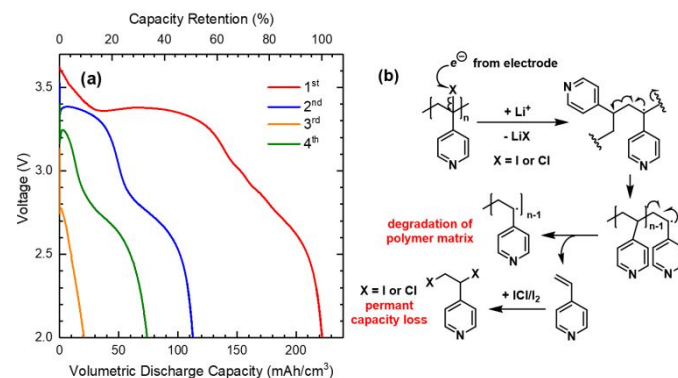 Capacity Retention (%)
0 20 40 60 80 100
3.5
3.0
2.5
2.0
Voltage (V)
(a)
1st
2nd
3rd
4th
0 50 100 150 200
Volumetric Discharge Capacity (mAh/cm3)
(b)
e⊖ from electrode
X
n
N
+ Li+
- LiX
X = I or Cl
N
N
degradation of
polymer matrix
n-1
N
n-1
N
N
X = I or Cl
permant
capacity loss
X
X
N
+ ICl/I2
N